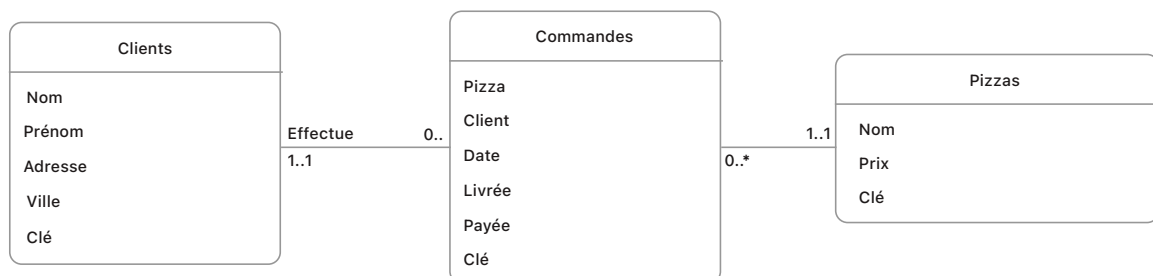 Clients
Nom
Prénom
Adresse
Ville
Clé
Effectue
1..1
0..
Commandes
Pizza
Client
Date
Livrée
Payée
Clé
0..*
1..1
Pizzas
Nom
Prix
Clé